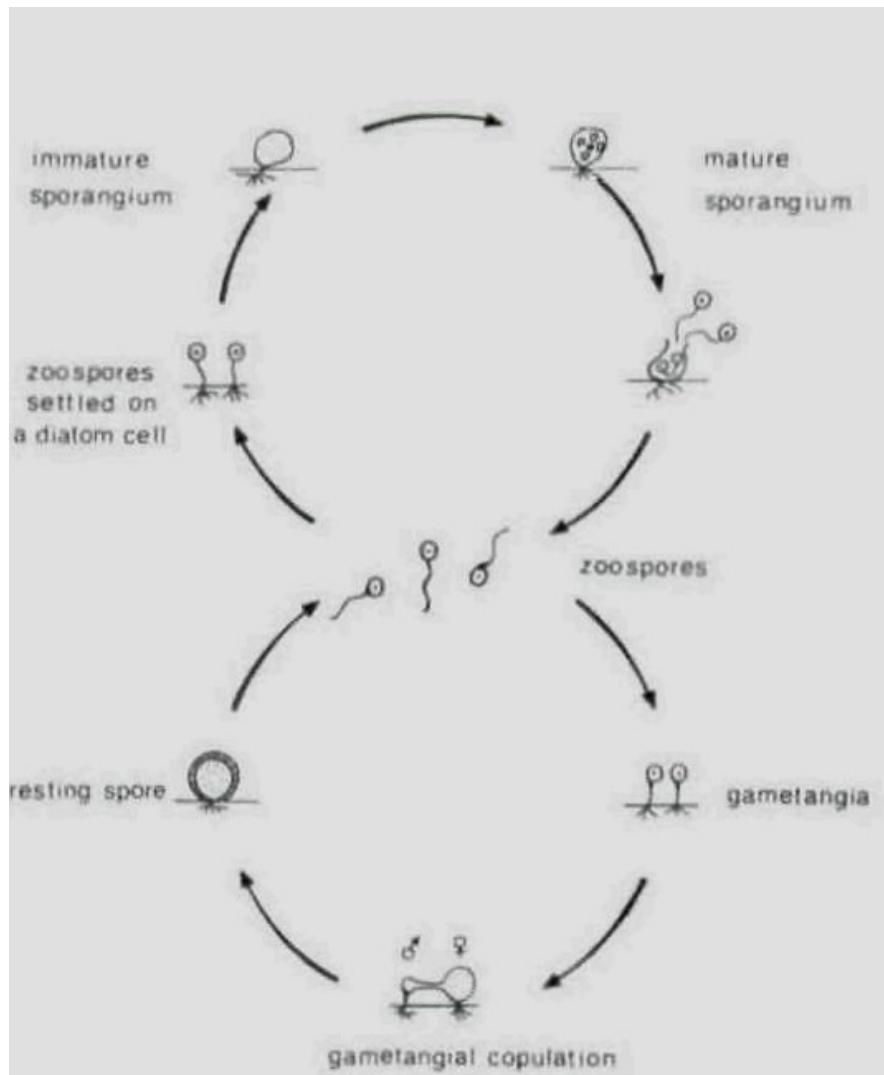 immature
sporangium
mature
sporangium
zoospores
settled on
a diatom cell
zoospores
resting spore
gametangia
♂ ♀
gametangial copulation